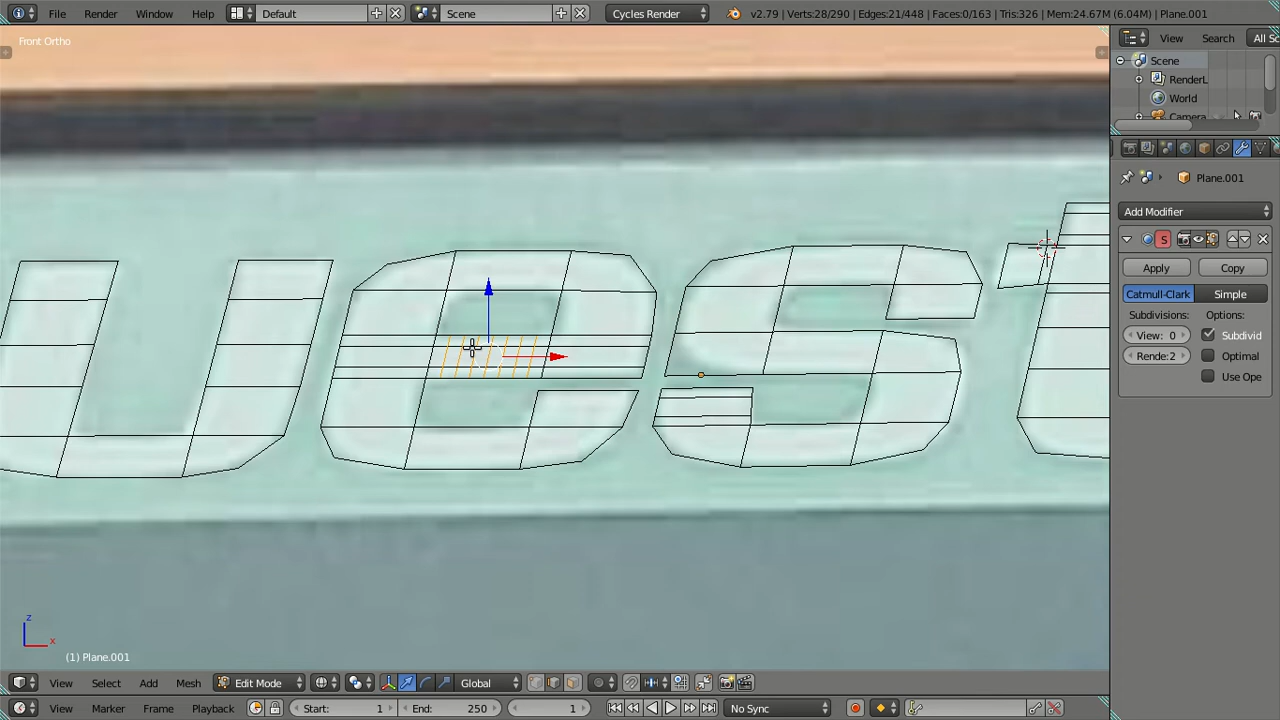 File Render Window Help Default Scene Cycles Render v2.79 | Verts:28/290 | Edges:21/448 | Faces:0/163 | Tris:326 | Mem:24.67M (6.04M) | Plane.001
Front Ortho
View Search All Sc
Scene
RenderL
World
Camera
Plane.001
Add Modifier
S
Apply Copy
Catmull-Clark Simple
Subdivisions: Options:
View: 0 Subdivid
Rende: 2 Optimal
Use Ope
uest
z
x
(1) Plane.001
View Select Add Mesh Edit Mode Global
View Marker Frame Playback Start: 1 End: 250 1 No Sync